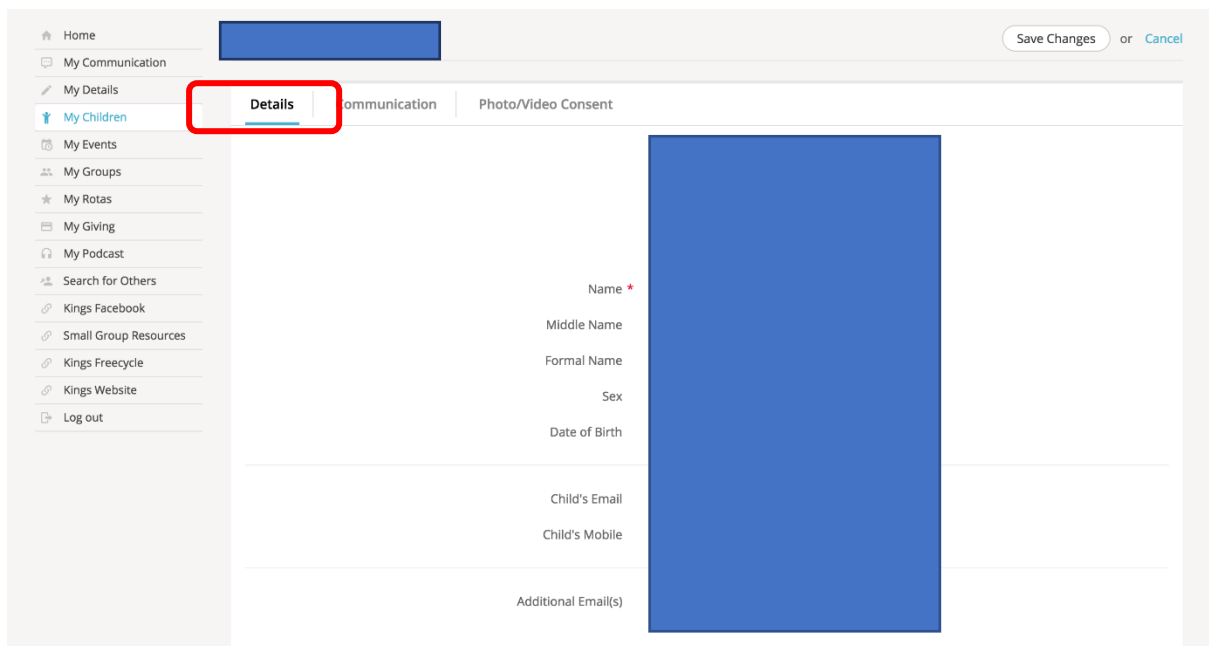 Home
My Communication
My Details
My Children
My Events
My Groups
My Rotas
My Giving
My Podcast
Search for Others
Kings Facebook
Small Group Resources
Kings Freecycle
Kings Website
Log out
Save Changes or Cancel
Details Communication Photo/Video Consent
Name *
Middle Name
Formal Name
Sex
Date of Birth
Child's Email
Child's Mobile
Additional Email(s)